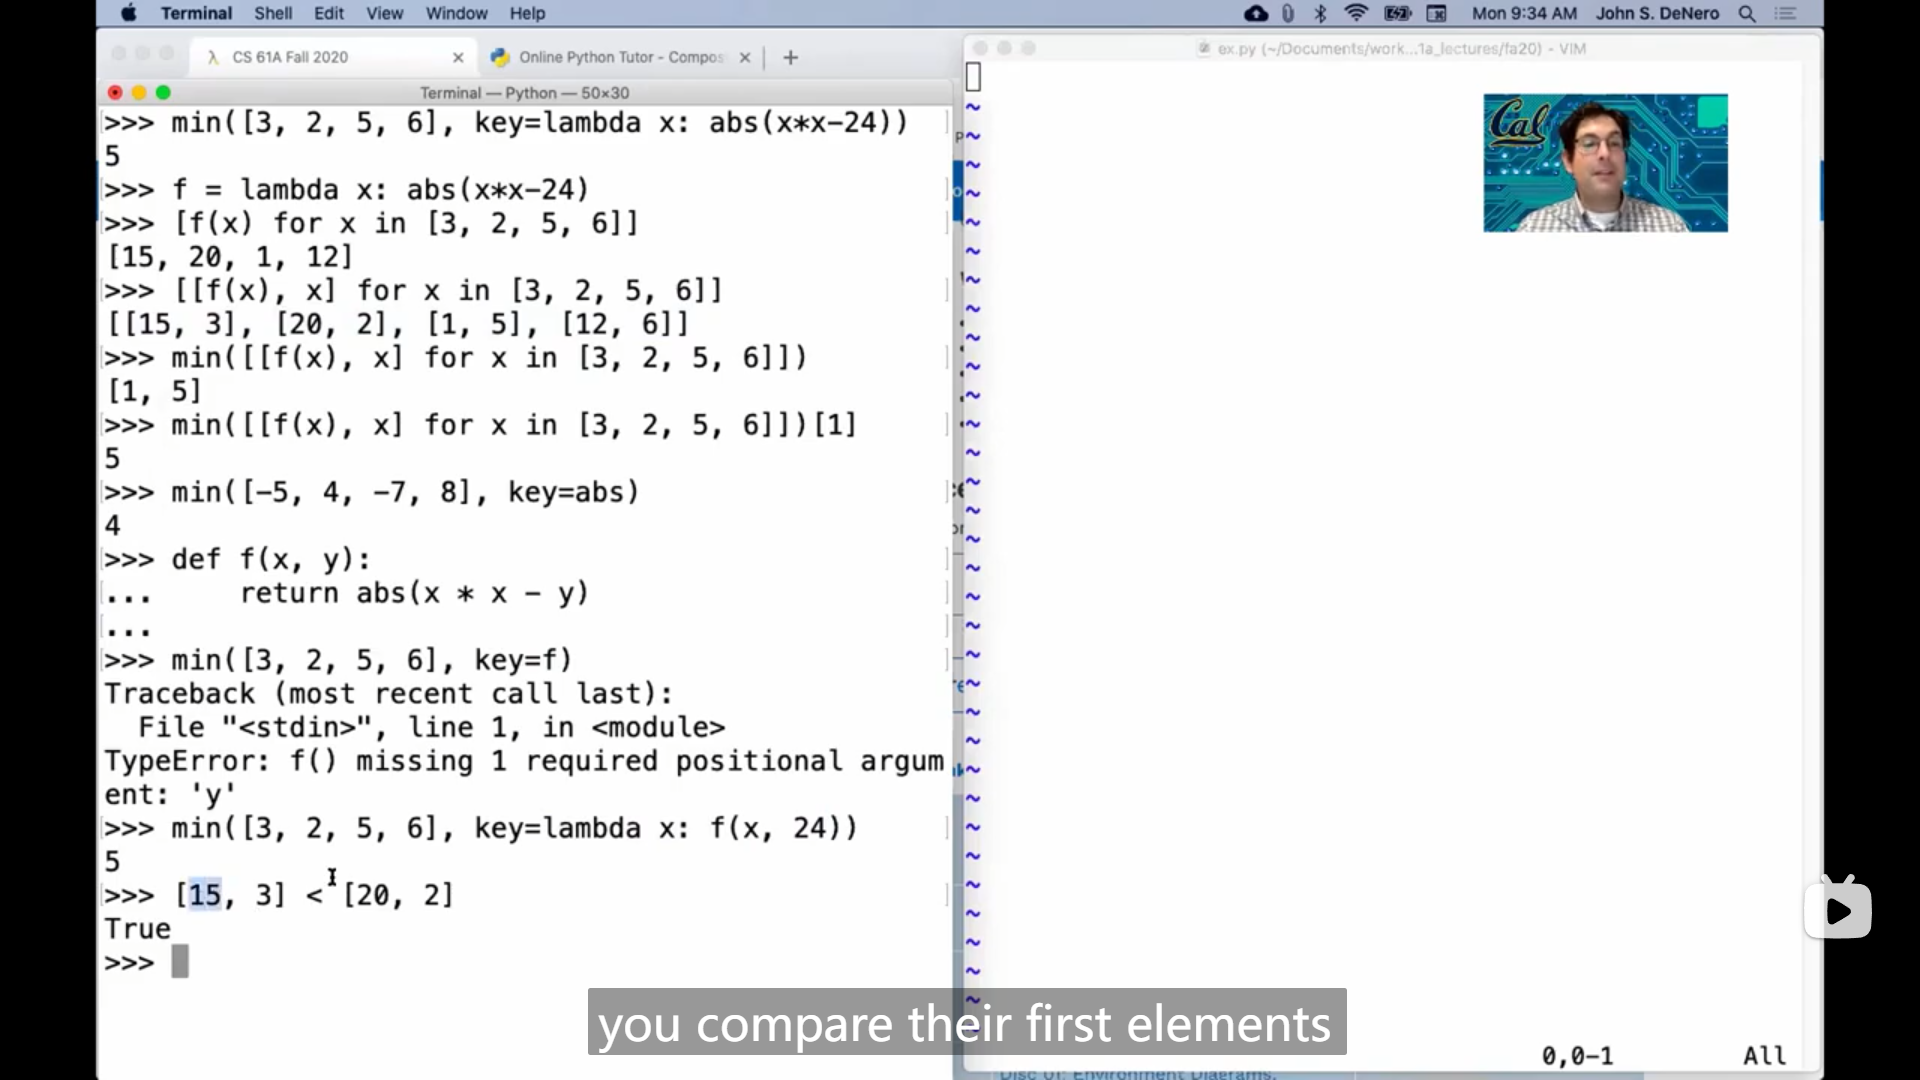 Terminal Shell Edit View Window Help Mon 9:34 AM John S. DeNero
CS 61A Fall 2020
Online Python Tutor - Compos
ex.py (~/Documents/work...1a_lectures/fa20) - VIM
Terminal — Python — 50×30
>>> min([3, 2, 5, 6], key=lambda x: abs(x*x-24))
5
>>> f = lambda x: abs(x*x-24)
>>> [f(x) for x in [3, 2, 5, 6]]
[15, 20, 1, 12]
>>> [[f(x), x] for x in [3, 2, 5, 6]]
[[15, 3], [20, 2], [1, 5], [12, 6]]
>>> min([[f(x), x] for x in [3, 2, 5, 6]])
[1, 5]
>>> min([[f(x), x] for x in [3, 2, 5, 6]])[1]
5
>>> min([-5, 4, -7, 8], key=abs)
4
>>> def f(x, y):
...     return abs(x * x - y)
...
>>> min([3, 2, 5, 6], key=f)
Traceback (most recent call last):
  File "<stdin>", line 1, in <module>
TypeError: f() missing 1 required positional argum
ent: 'y'
>>> min([3, 2, 5, 6], key=lambda x: f(x, 24))
5
>>> [15, 3] < [20, 2]
True
>>>
Cal
you compare their first elements
0,0-1 All
Disc 01: Environment Diagrams,